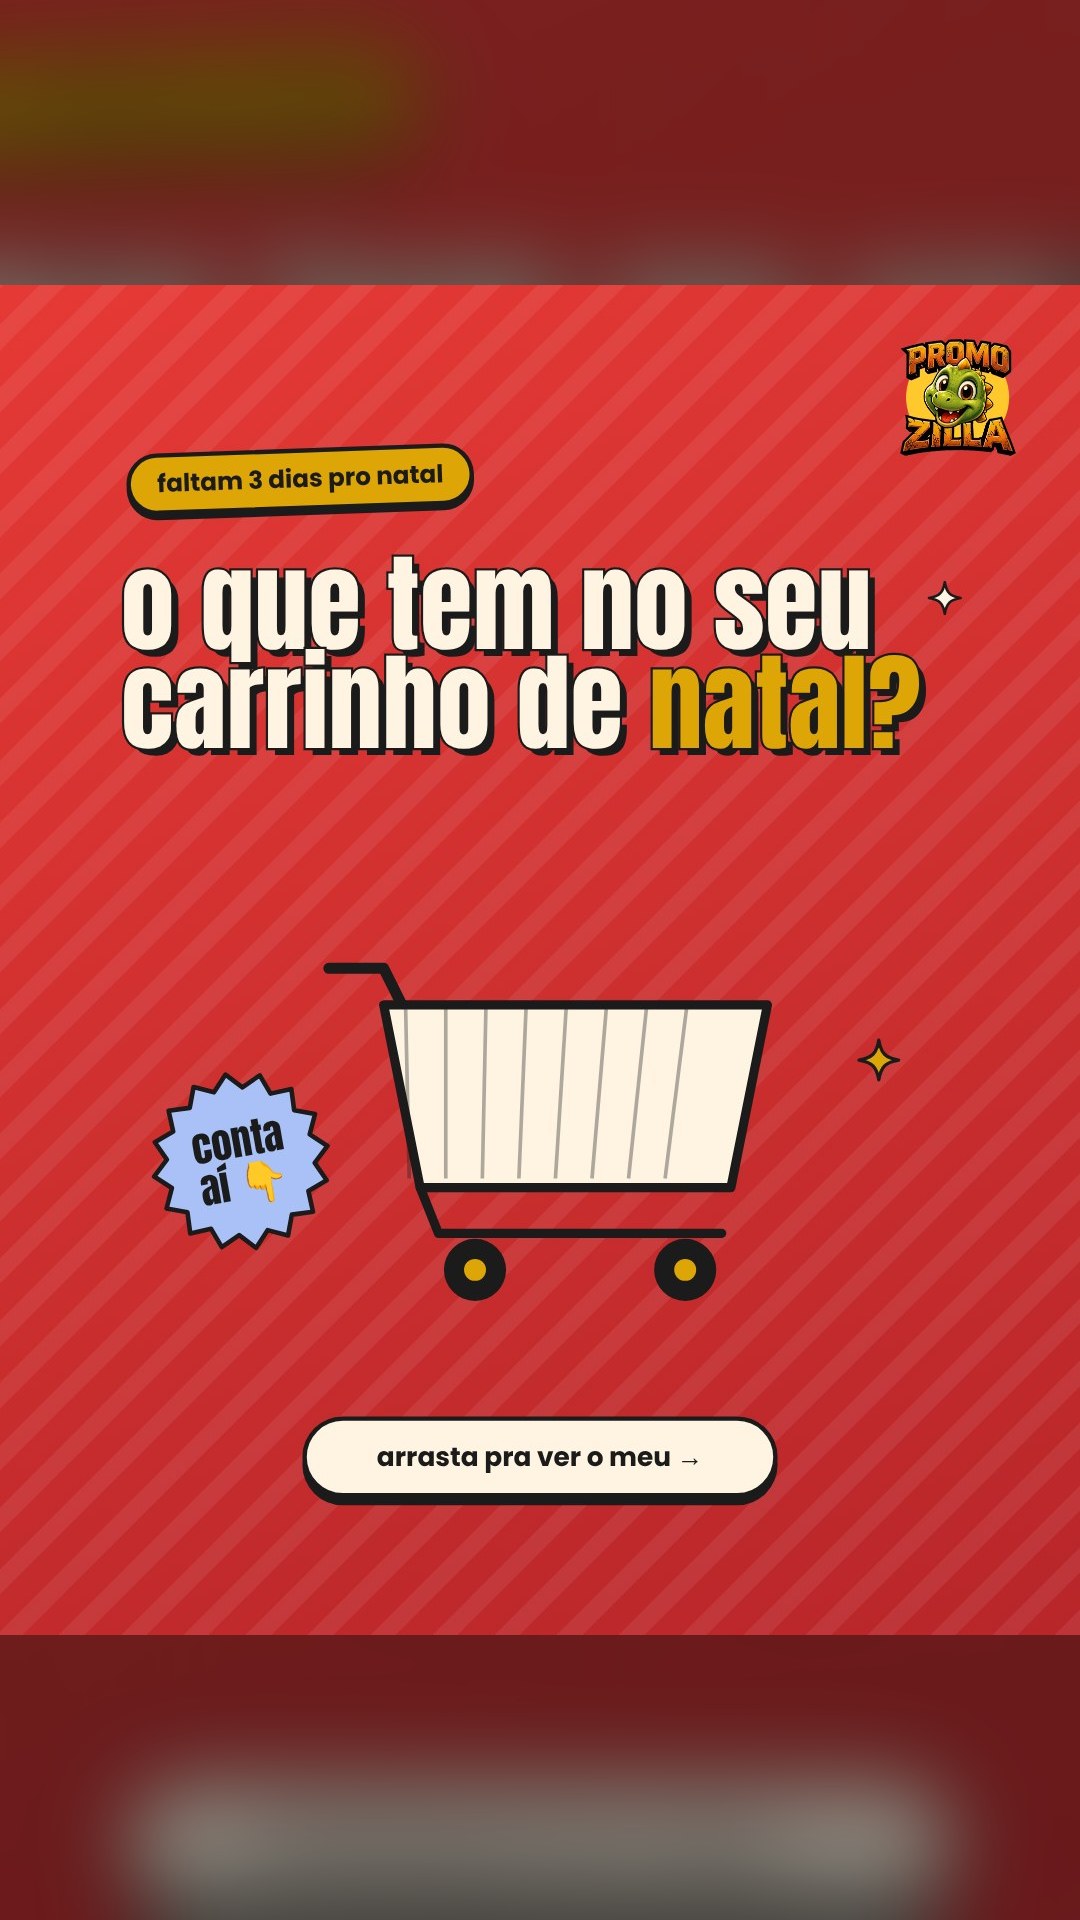 PROMO
ZILLA
faltam 3 dias pro natal
o que tem no seu
carrinho de natal?
conta
aí 👇
arrasta pra ver o meu →